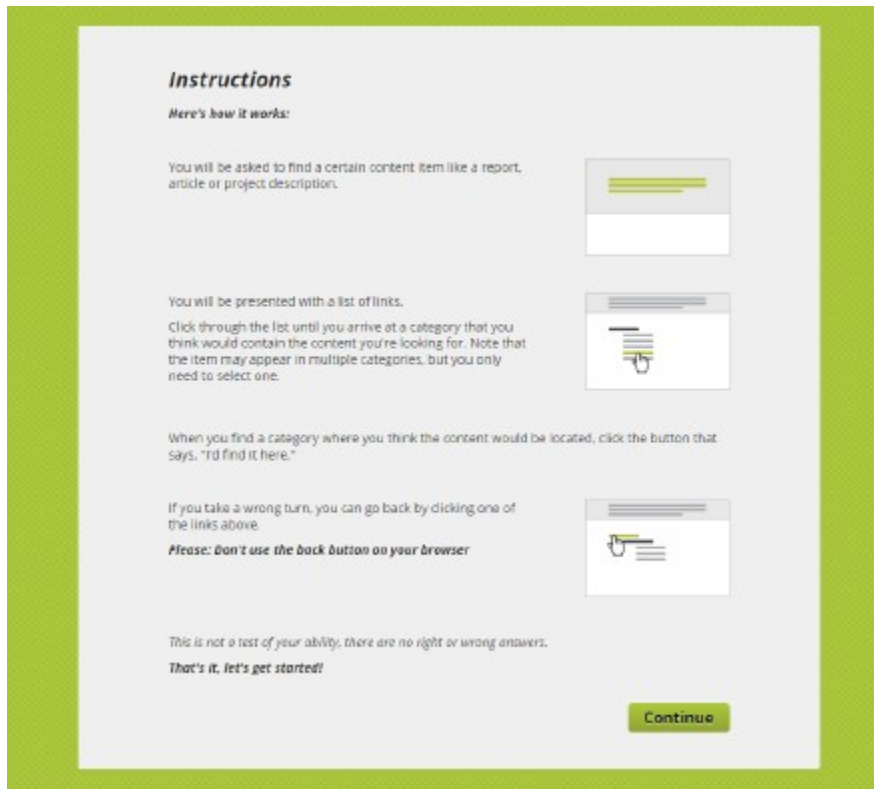 Instructions
Here's how it works:
You will be asked to find a certain content item like a report,
article or project description.
You will be presented with a list of links.
Click through the list until you arrive at a category that you
think would contain the content you're looking for. Note that
the item may appear in multiple categories, but you only
need to select one.
When you find a category where you think the content would be located, click the button that
says, "I'd find it here."
If you take a wrong turn, you can go back by clicking one of
the links above.
Please: Don't use the back button on your browser
This is not a test of your ability, there are no right or wrong answers.
That's it, let's get started!
Continue